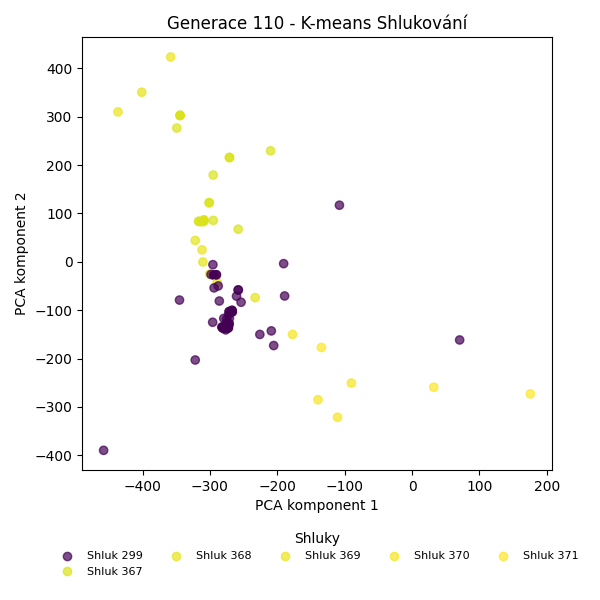 Generace 110 - K-means Shlukování
400
300
200
100
0
−100
−200
−300
−400
PCA komponent 2
−400 −300 −200 −100 0 100 200
PCA komponent 1
Shluky
Shluk 299 Shluk 368 Shluk 369 Shluk 370 Shluk 371
Shluk 367